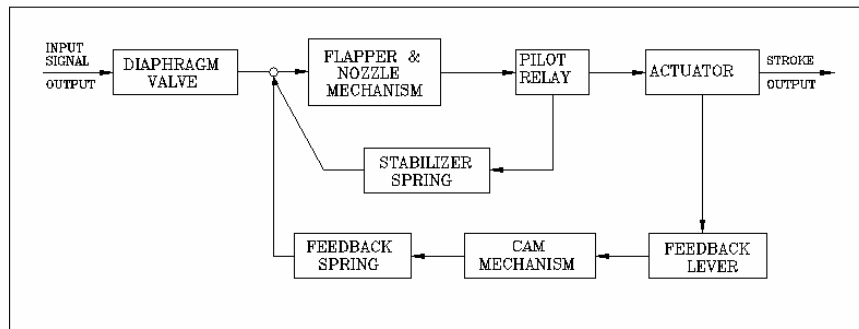 INPUT
SIGNAL
OUTPUT
DIAPHRAGM
VALVE
FLAPPER &
NOZZLE
MECHANISM
PILOT
RELAY
ACTUATOR
STROKE
OUTPUT
STABILIZER
SPRING
FEEDBACK
SPRING
CAM
MECHANISM
FEEDBACK
LEVER